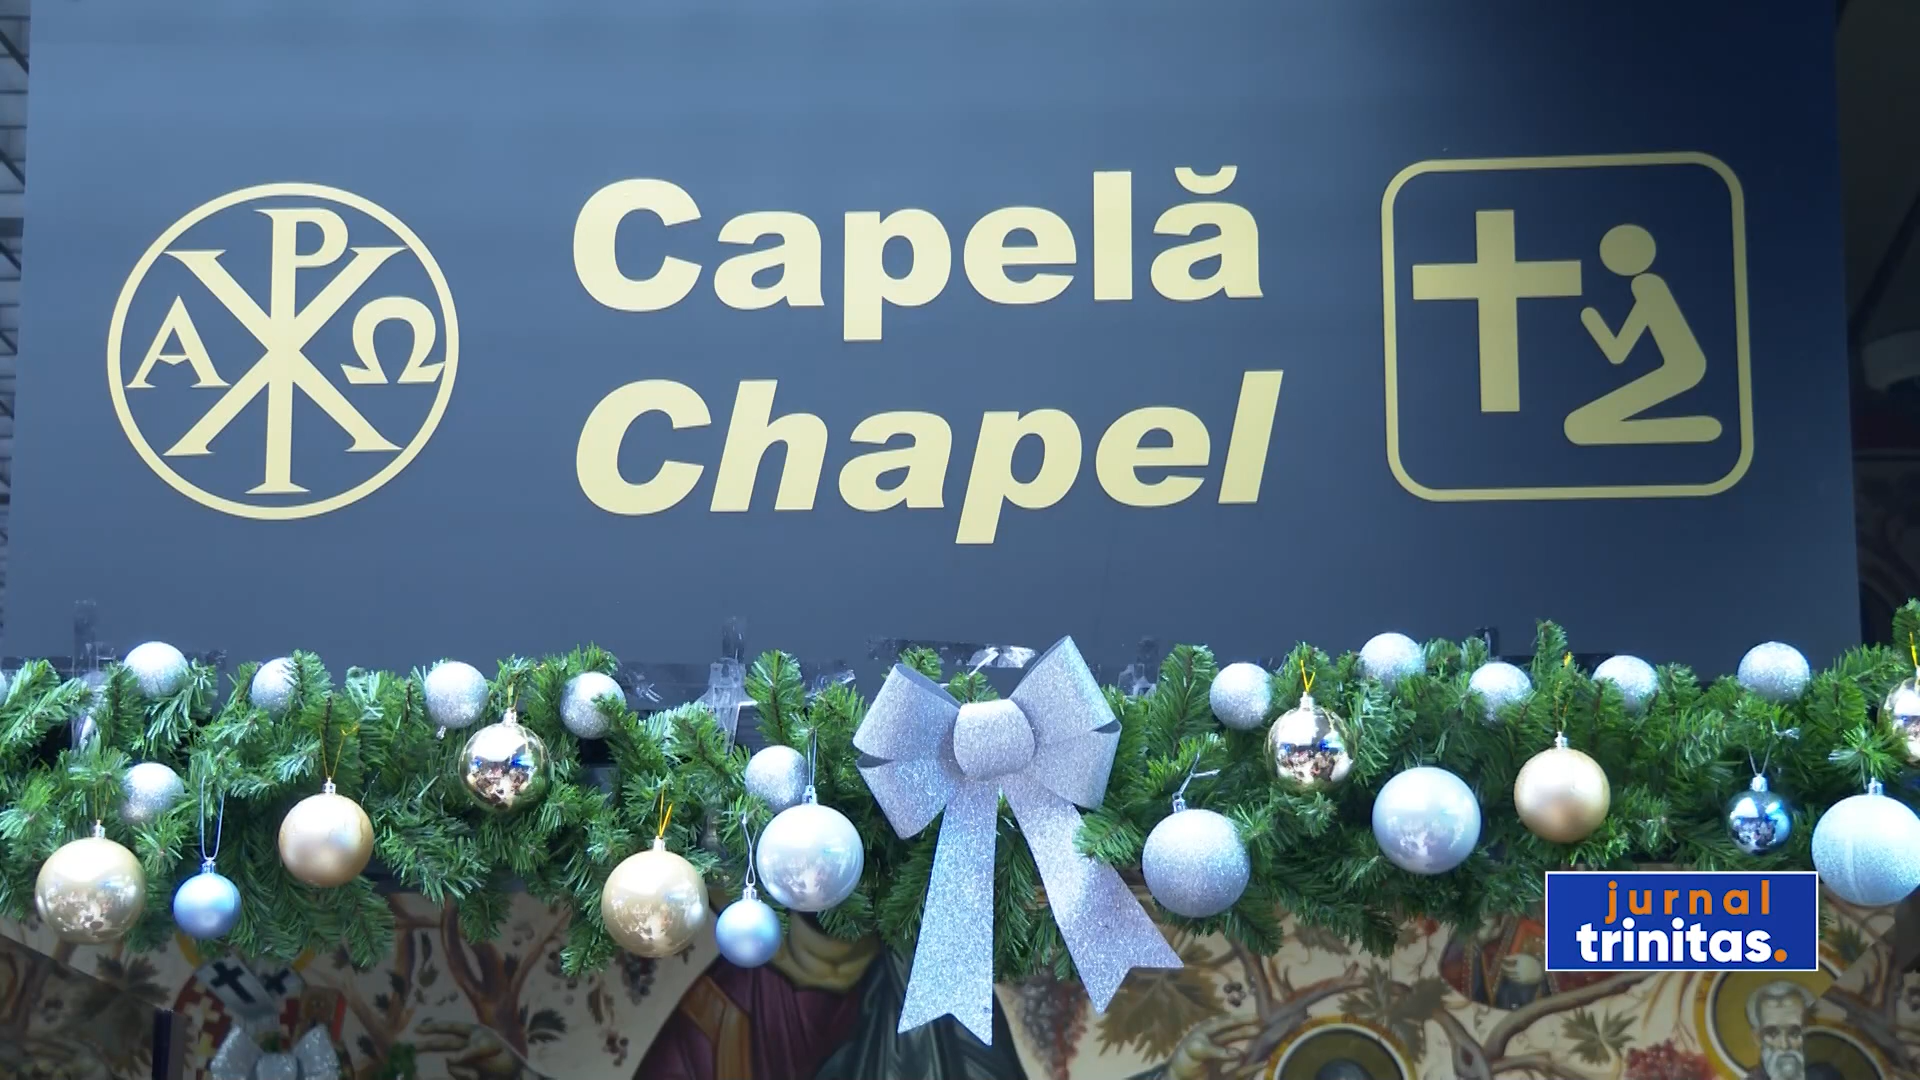 Α Ρ Χ Ω
Capelă
Chapel
jurnal
trinitas.